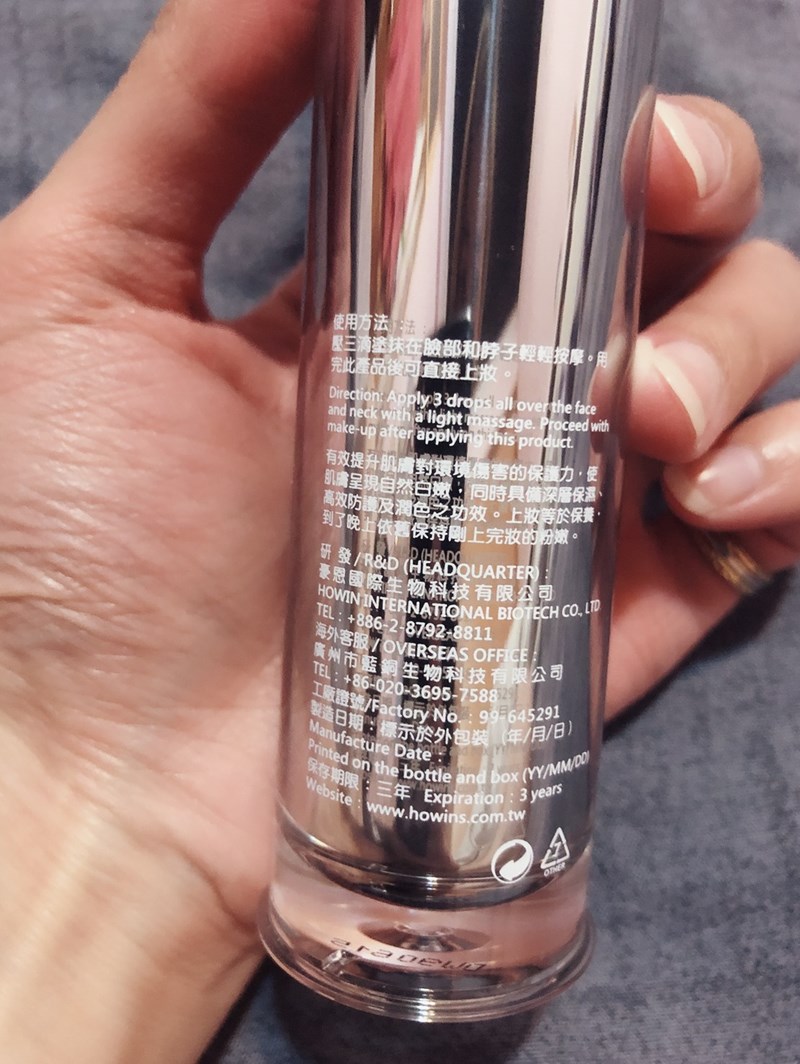 使用方法：
壓三滴塗抹在臉部和脖子輕輕按摩。用
完此產品後可直接上妝。
Direction: Apply 3 drops all over the face
and neck with a light massage. Proceed with
make-up after applying this product.
有效提升肌膚對環境傷害的保護力，使
肌膚呈現自然白嫩，同時具備深層保濕、
高效防護及潤色之功效。上妝等於保養，
到了晚上依舊保持剛上完妝的粉嫩。
研 發/R&D (HEADQUARTER)：
豪恩國際生物科技有限公司
HOWIN INTERNATIONAL BIOTECH CO., LTD
TEL：+886-2-8792-8811
海外客服 / OVERSEAS OFFICE：
廣州市藍銅生物科技有限公司
TEL：+86-020-3695-7588
工廠證號/Factory No.：99-645291
製造日期：標示於外包裝（年/月/日）
Manufacture Date：
Printed on the bottle and box (YY/MM/DD)
保存期限：三年 Expiration：3 years
Website：www.howins.com.tw
7
OTHER